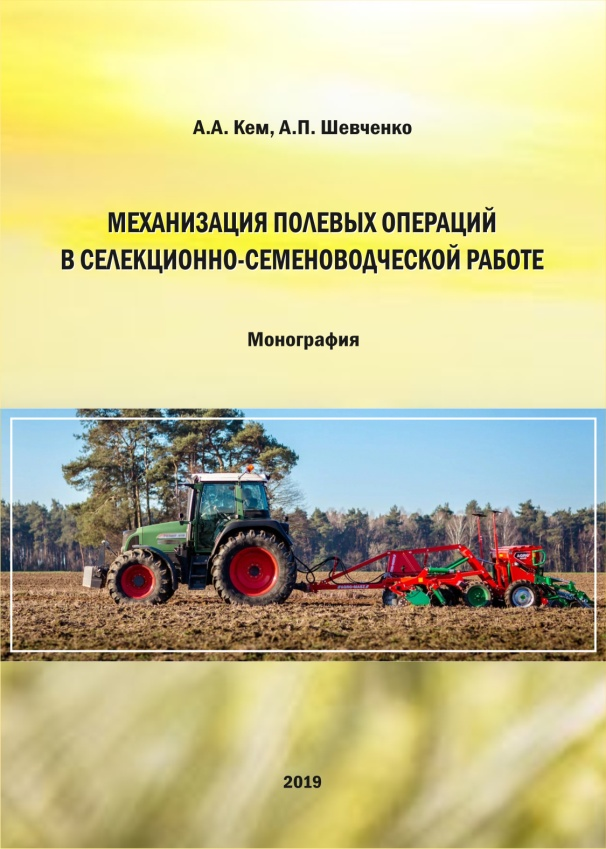 А.А. Кем, А.П. Шевченко
МЕХАНИЗАЦИЯ ПОЛЕВЫХ ОПЕРАЦИЙ
В СЕЛЕКЦИОННО-СЕМЕНОВОДЧЕСКОЙ РАБОТЕ
Монография
2019